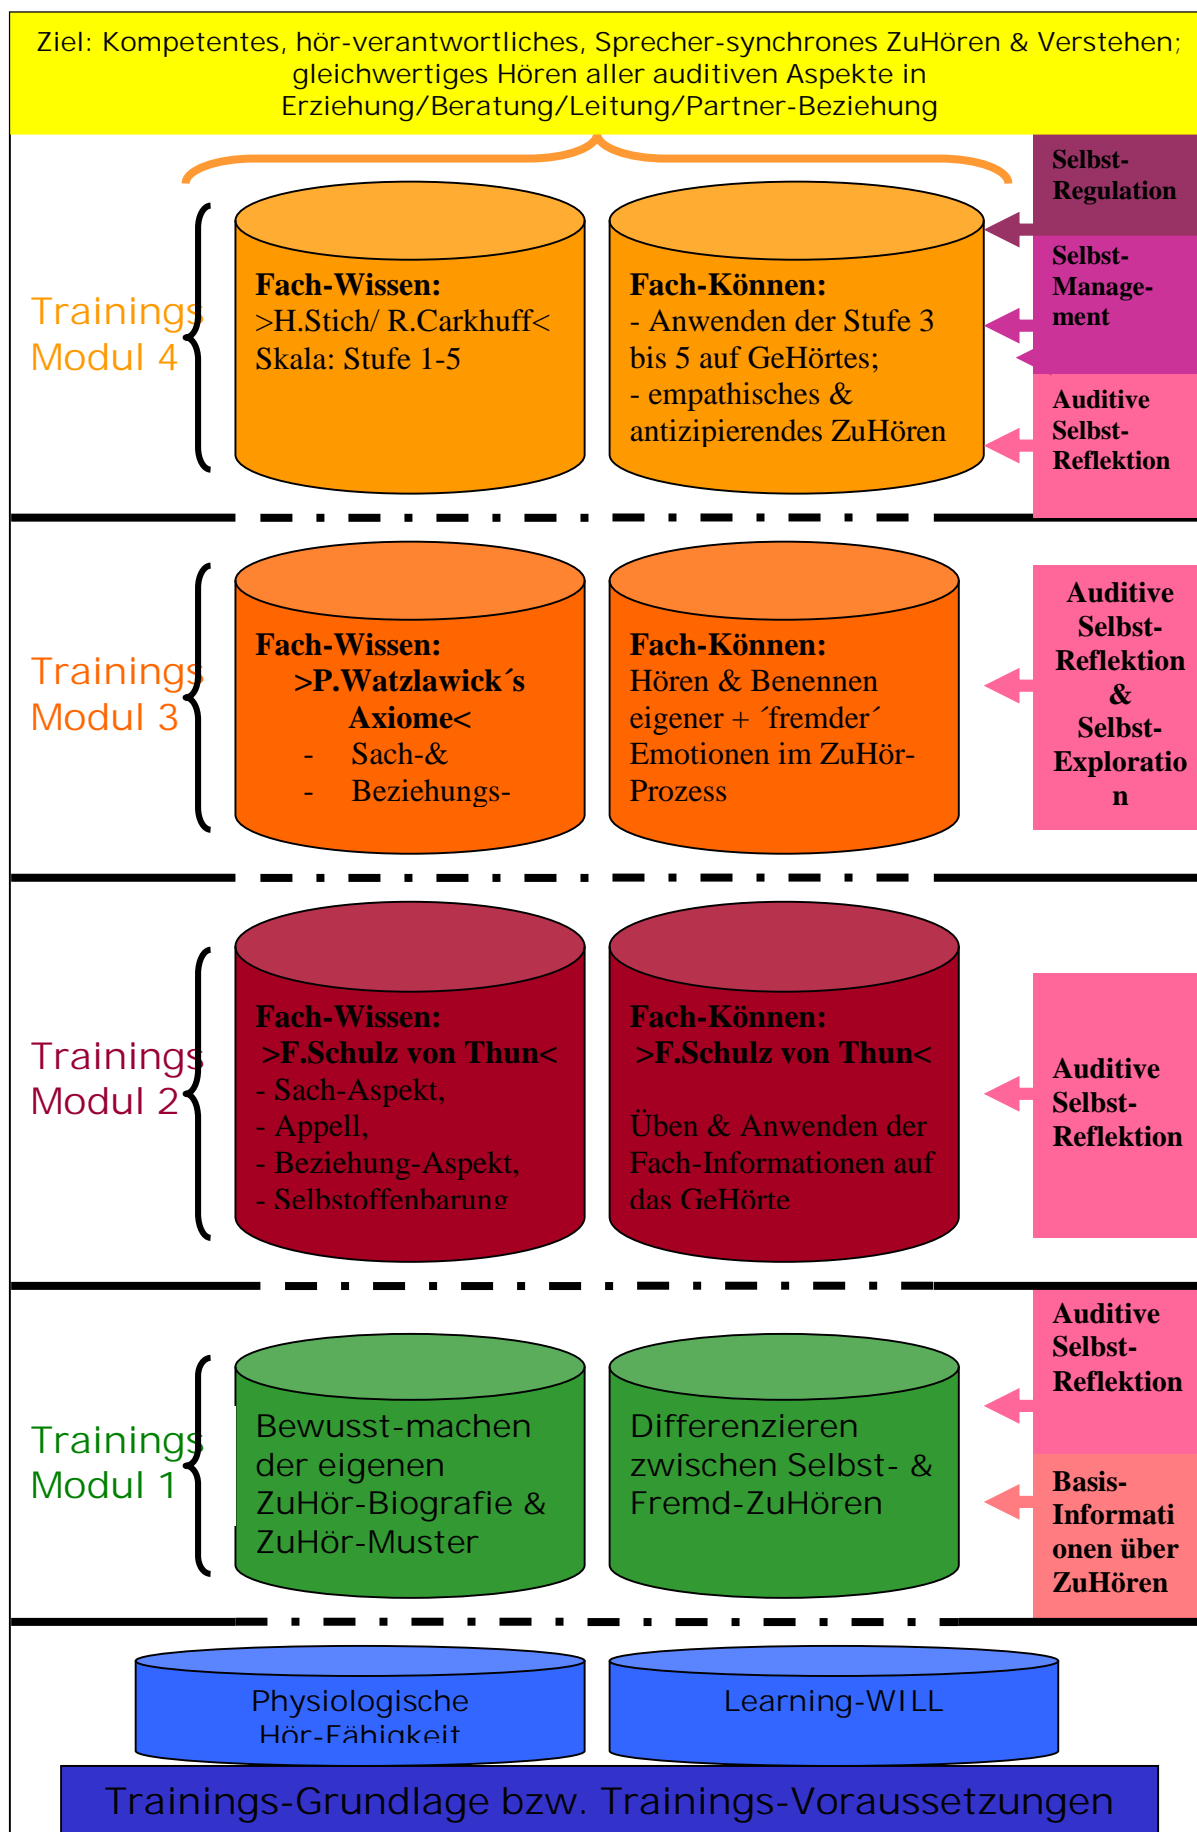 Ziel: Kompetentes, hör-verantwortliches, Sprecher-synchrones ZuHören & Verstehen;
gleichwertiges Hören aller auditiven Aspekte in
Erziehung/Beratung/Leitung/Partner-Beziehung
Trainings
Modul 4
Fach-Wissen:
>H.Stich/ R.Carkhuff<
Skala: Stufe 1-5
Fach-Können:
- Anwenden der Stufe 3
bis 5 auf GeHörtes;
- empathisches &
antizipierendes ZuHören
Selbst-
Regulation
Selbst-
Manage-
ment
Auditive
Selbst-
Reflektion
Trainings
Modul 3
Fach-Wissen:
>P.Watzlawick´s
Axiome<
- Sach-&
- Beziehungs-
Fach-Können:
Hören & Benennen
eigener + ´fremder´
Emotionen im ZuHör-
Prozess
Auditive
Selbst-
Reflektion
&
Selbst-
Exploratio
n
Trainings
Modul 2
Fach-Wissen:
>F.Schulz von Thun<
- Sach-Aspekt,
- Appell,
- Beziehung-Aspekt,
- Selbstoffenbarung
Fach-Können:
>F.Schulz von Thun<
Üben & Anwenden der
Fach-Informationen auf
das GeHörte
Auditive
Selbst-
Reflektion
Trainings
Modul 1
Bewusst-machen
der eigenen
ZuHör-Biografie &
ZuHör-Muster
Differenzieren
zwischen Selbst- &
Fremd-ZuHören
Auditive
Selbst-
Reflektion
Basis-
Informati
onen über
ZuHören
Physiologische
Hör-Fähigkeit
Learning-WILL
Trainings-Grundlage bzw. Trainings-Voraussetzungen